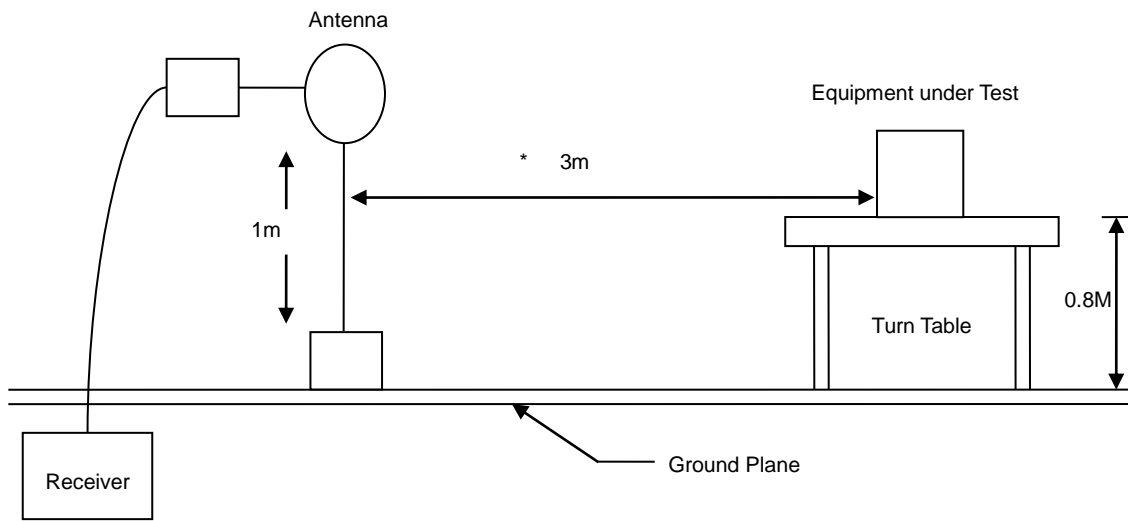 Antenna
Equipment under Test
* 3m
1m
0.8M
Turn Table
Ground Plane
Receiver